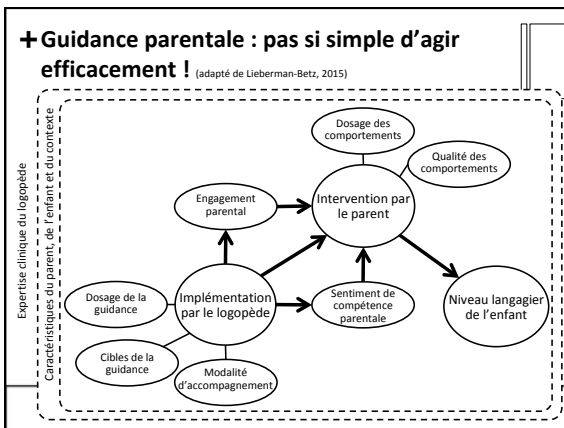 + Guidance parentale : pas si simple d’agir
efficacement ! (adapté de Lieberman-Betz, 2015)
Expertise clinique du logopède
Caractéristiques du parent, de l’enfant et du contexte
Dosage des
comportements
Qualité des
comportements
Engagement
parental
Intervention par
le parent
Dosage de la
guidance
Implémentation
par le logopède
Sentiment de
compétence
parentale
Niveau langagier
de l’enfant
Cibles de la
guidance
Modalité
d’accompagnement